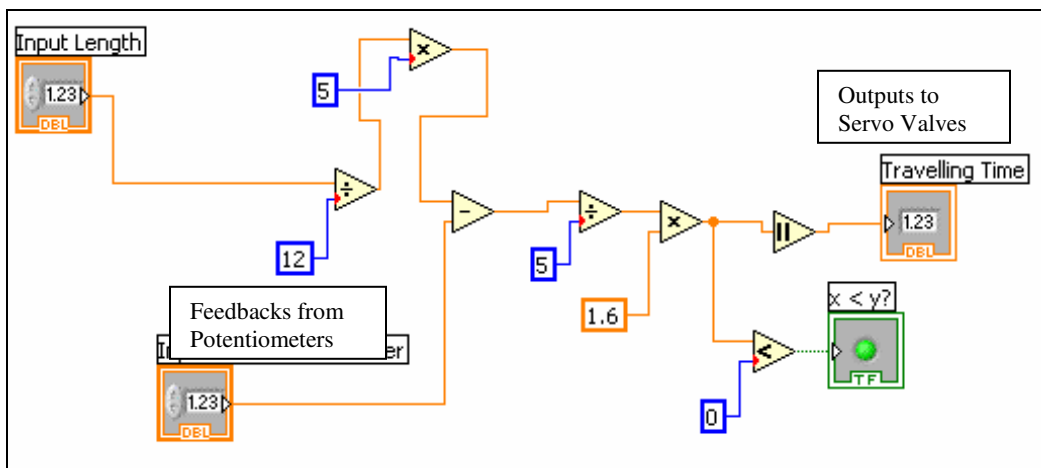 Input Length
1.23
DBL
×
5
÷
12
Outputs to
Servo Valves
Travelling Time
1.23
DBL
-
÷
5
×
1.6
||
x < y?
TF
<
0
Feedbacks from
Potentiometers
1.23
DBL